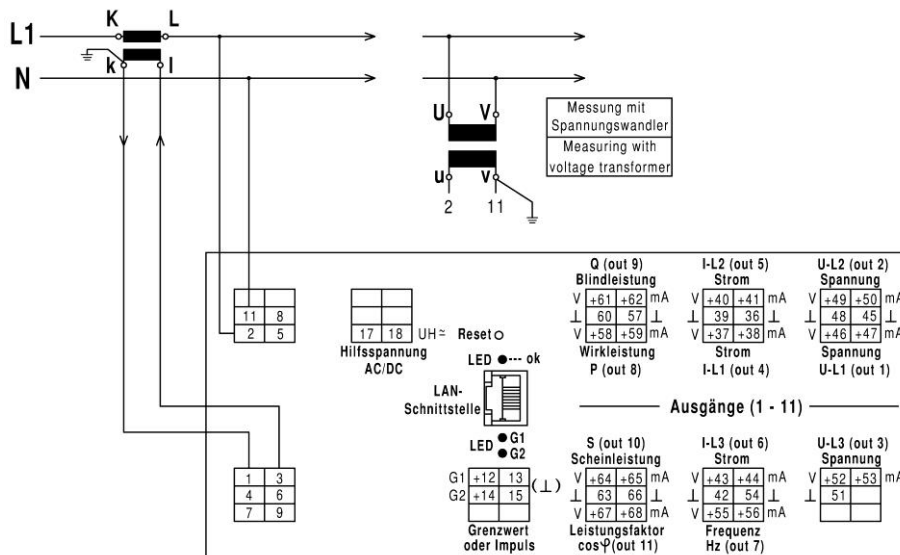 K L
L1
k l
N
U V
u v
2 11
Messung mit
Spannungswandler
Measuring with
voltage transformer
11 8
2 5
17 18 UH ≂
Hilfsspannung
AC/DC
Reset
LED --- ok
LAN-
Schnittstelle
LED G1
G2
Q (out 9)
Blindleistung
V +61 +62 mA
⊥ 60 57 ⊥
V +58 +59 mA
Wirkleistung
P (out 8)
I-L2 (out 5)
Strom
V +40 +41 mA
⊥ 39 36 ⊥
V +37 +38 mA
Strom
I-L1 (out 4)
U-L2 (out 2)
Spannung
V +49 +50 mA
⊥ 48 45 ⊥
V +46 +47 mA
Spannung
U-L1 (out 1)
Ausgänge (1 - 11)
1 3
4 6
7 9
G1 +12 13 (⊥)
G2 +14 15
Grenzwert
oder Impuls
S (out 10)
Scheinleistung
V +64 +65 mA
⊥ 63 66 ⊥
V +67 +68 mA
Leistungsfaktor
cosφ (out 11)
I-L3 (out 6)
Strom
V +43 +44 mA
⊥ 42 54 ⊥
V +55 +56 mA
Frequenz
Hz (out 7)
U-L3 (out 3)
Spannung
V +52 +53 mA
⊥ 51